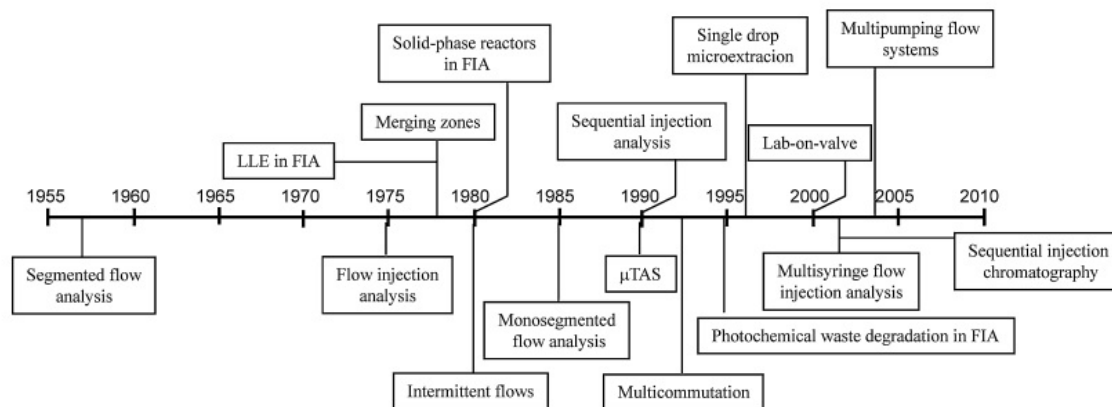 Solid-phase reactors
in FIA
Single drop
microextracion
Multipumping flow
systems
Merging zones
Sequential injection
analysis
LLE in FIA
Lab-on-valve
1955
1960
1965
1970
1975
1980
1985
1990
1995
2000
2005
2010
Segmented flow
analysis
Flow injection
analysis
μTAS
Multisyringe flow
injection analysis
Sequential injection
chromatography
Monosegmented
flow analysis
Photochemical waste degradation in FIA
Intermittent flows
Multicommutation